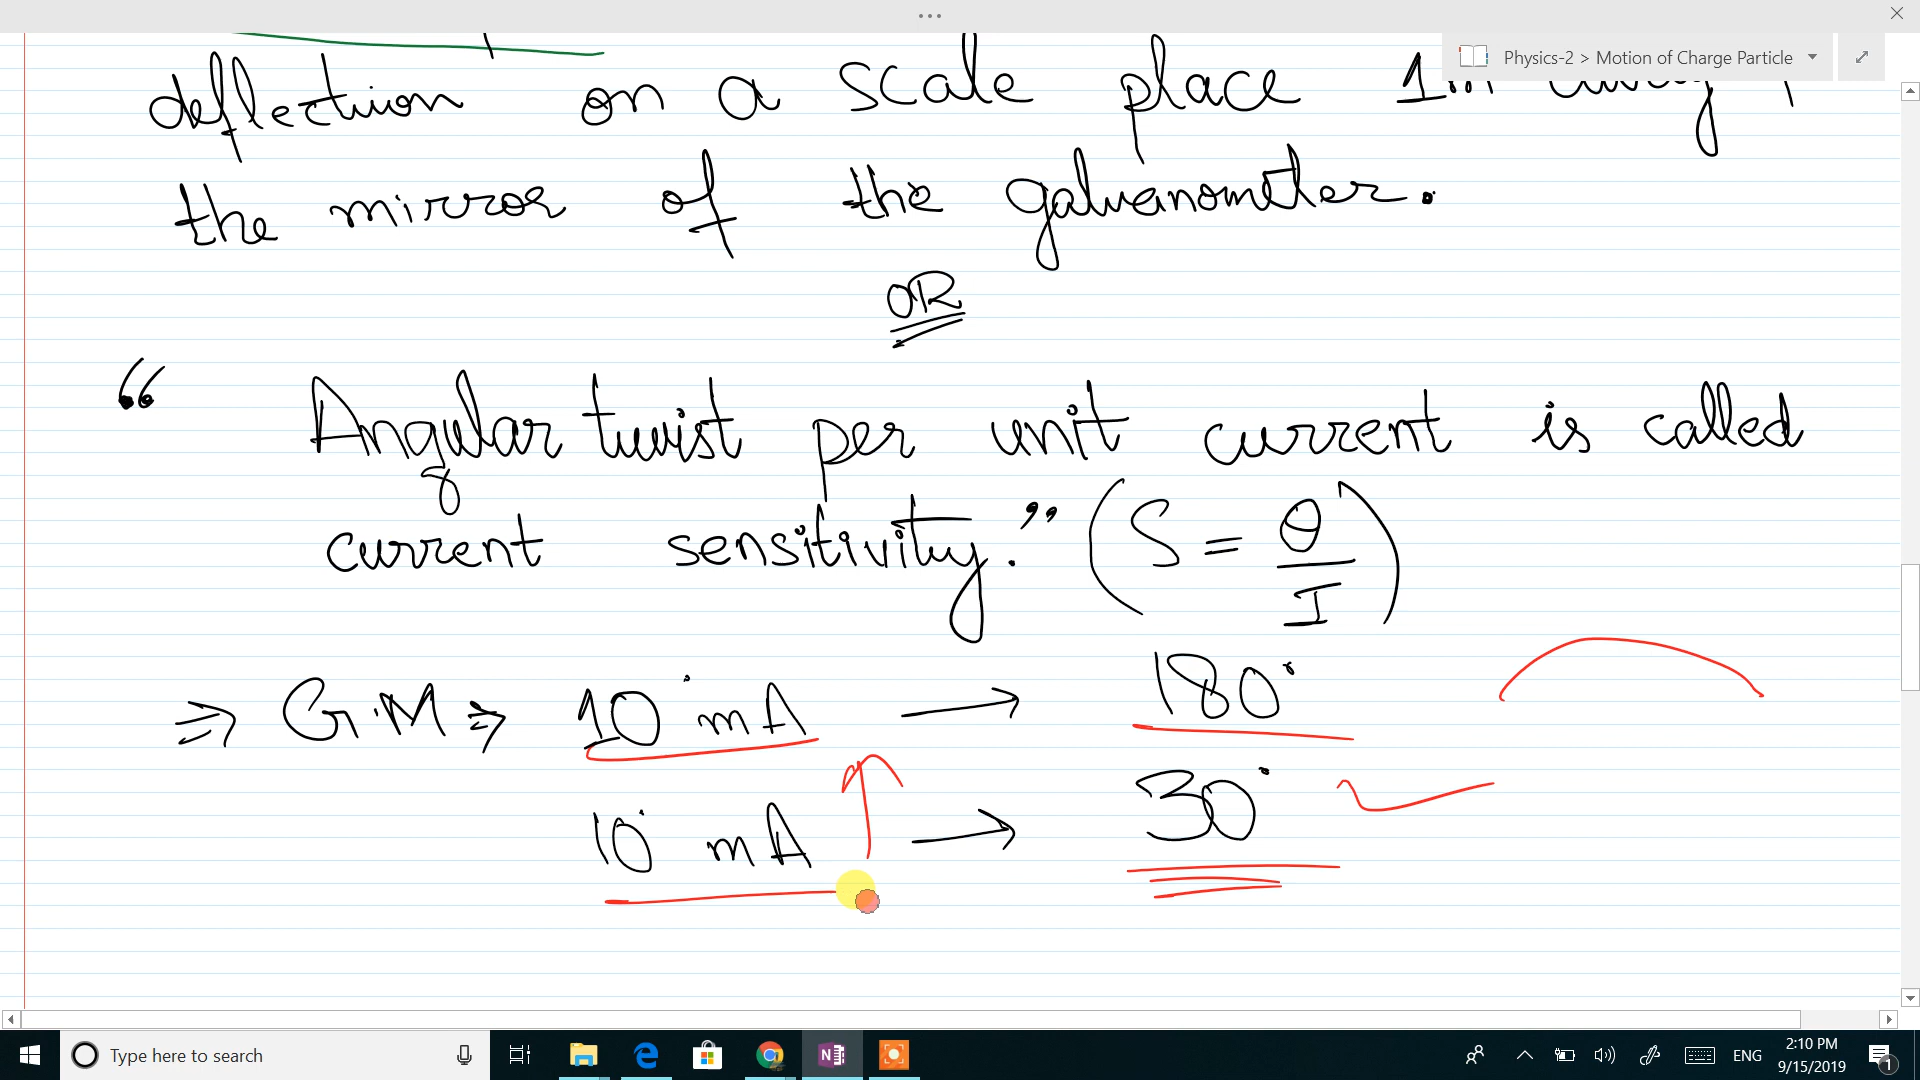 ...
Physics-2 > Motion of Charge Particle
deflection on a scale place 1m away
the mirror of the galvanometer.
OR
“ Angular twist per unit current is called
current sensitivity.” (S = θ/I)
⇒ G.M ⇒ 10 mA → 180°
10 mA → 30°
Type here to search
ENG
2:10 PM
9/15/2019
1